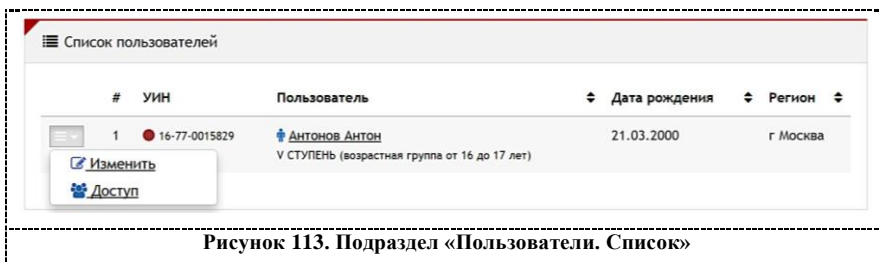 Список пользователей
# УИН Пользователь Дата рождения Регион
1 16-77-0015829 Антонов Антон 21.03.2000 г Москва
V СТУПЕНЬ (возрастная группа от 16 до 17 лет)
Изменить
Доступ
Рисунок 113. Подраздел «Пользователи. Список»